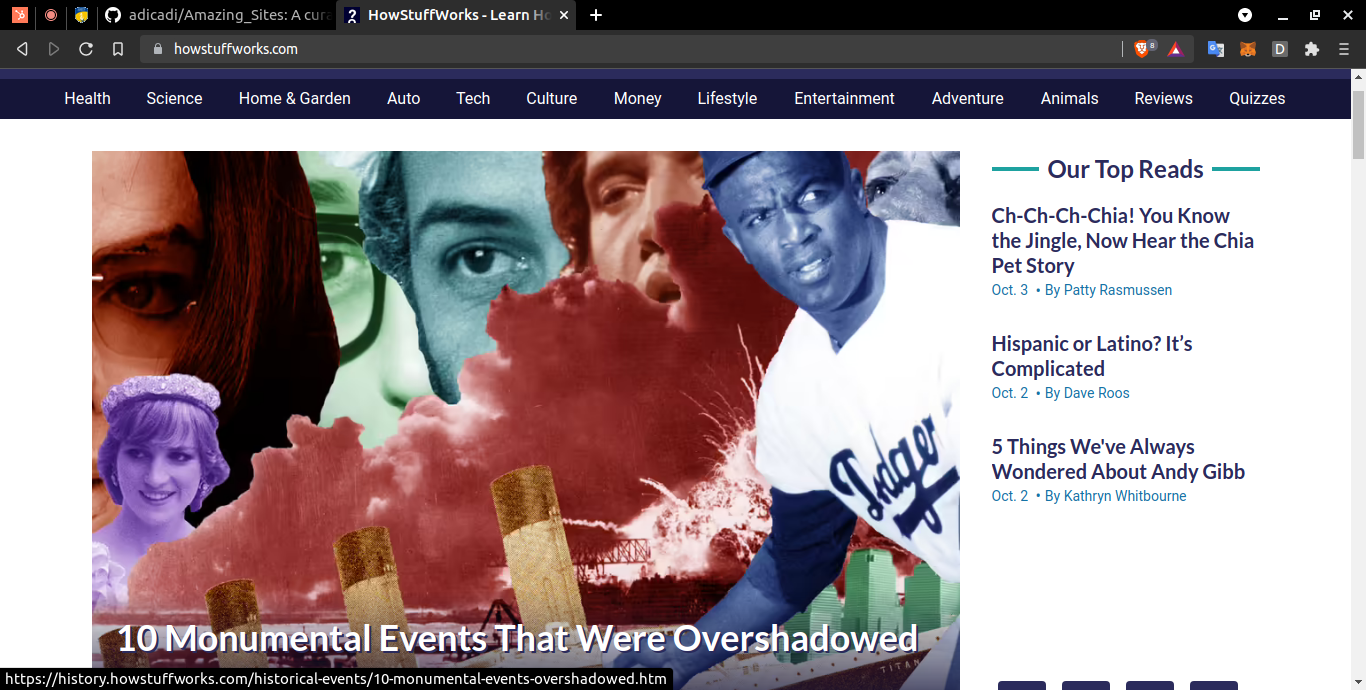 adicadi/Amazing_Sites: A cura
HowStuffWorks - Learn Ho
howstuffworks.com
8
D
Health Science Home & Garden Auto Tech Culture Money Lifestyle Entertainment Adventure Animals Reviews Quizzes
Dodger
TITAN
10 Monumental Events That Were Overshadowed
Our Top Reads
Ch-Ch-Ch-Chia! You Know
the Jingle, Now Hear the Chia
Pet Story
Oct. 3 • By Patty Rasmussen
Hispanic or Latino? It’s
Complicated
Oct. 2 • By Dave Roos
5 Things We've Always
Wondered About Andy Gibb
Oct. 2 • By Kathryn Whitbourne
https://history.howstuffworks.com/historical-events/10-monumental-events-overshadowed.htm